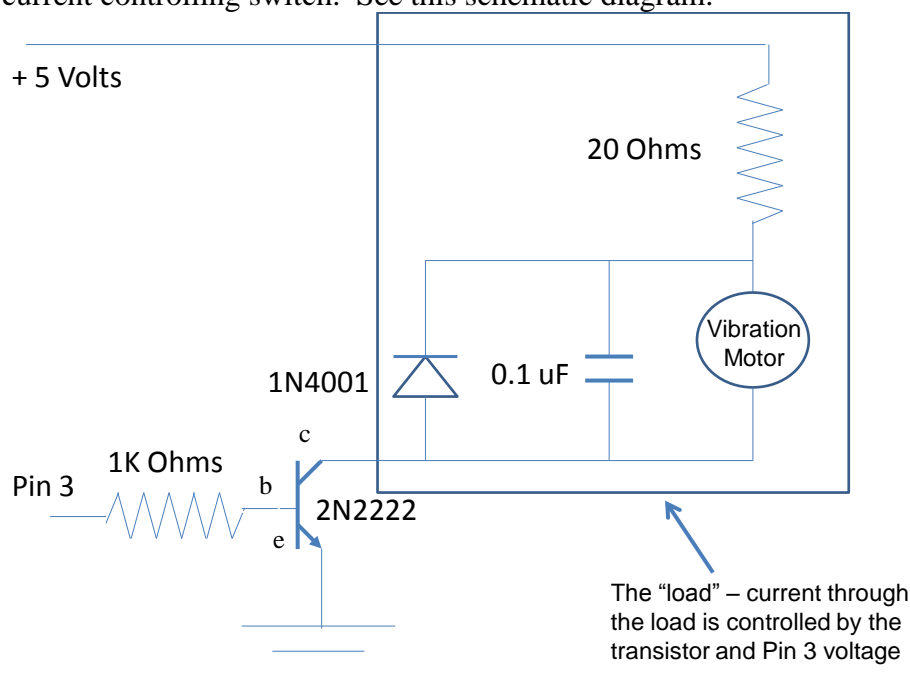 current controlling switch. See this schematic diagram.
+ 5 Volts
20 Ohms
Vibration
Motor
0.1 uF
1N4001
c
1K Ohms
Pin 3
b
2N2222
e
The “load” – current through
the load is controlled by the
transistor and Pin 3 voltage